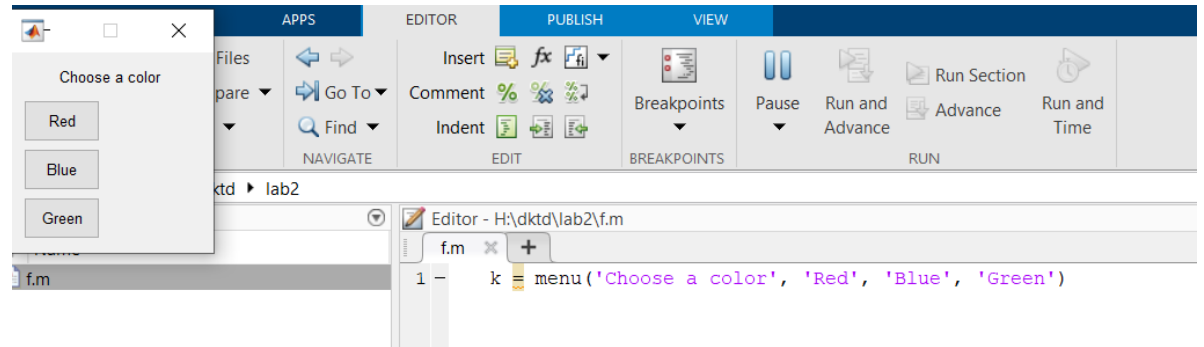 APPS EDITOR PUBLISH VIEW
Choose a color
Red
Blue
Green
Files
pare
Go To
Find
NAVIGATE
Insert fx
Comment %
Indent
EDIT
Breakpoints
BREAKPOINTS
Pause
Run and
Advance
Run Section
Advance
Run and
Time
RUN
ktd lab2
Editor - H:\dktd\lab2\f.m
f.m
f.m
1 - k = menu('Choose a color', 'Red', 'Blue', 'Green')